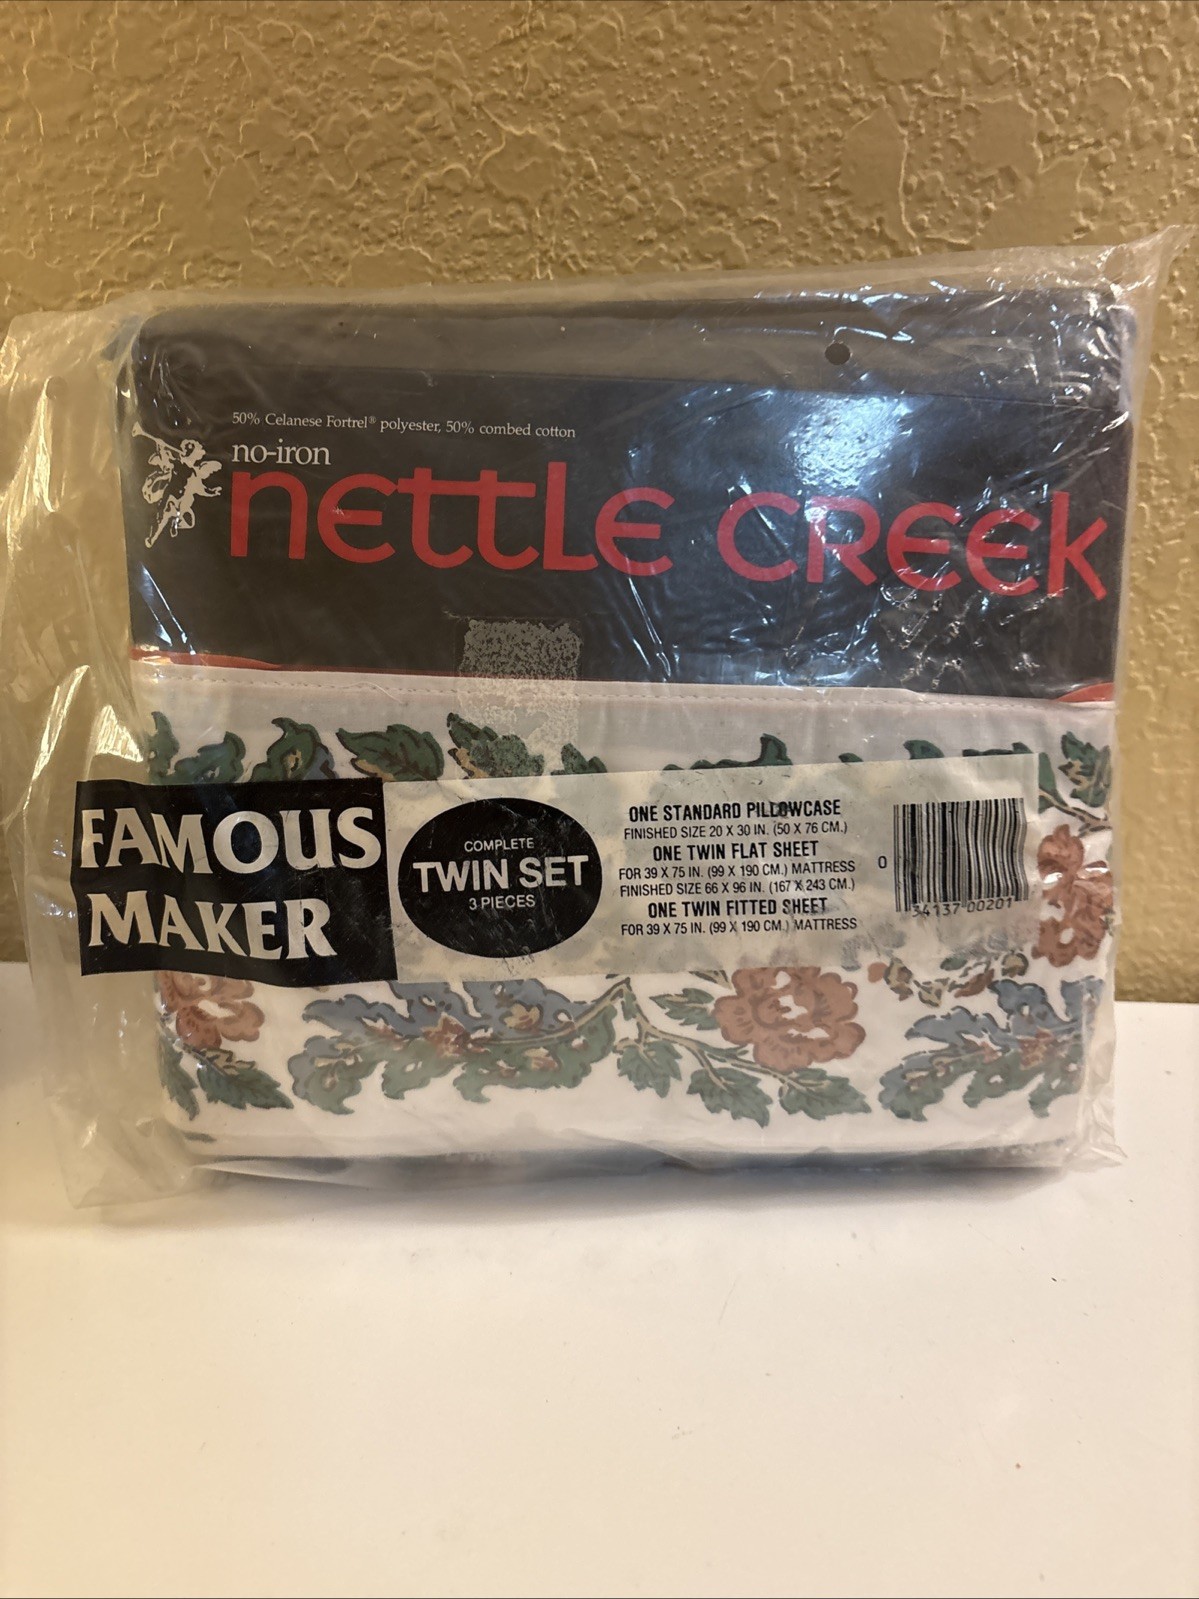 50% Celanese Fortrel® polyester, 50% combed cotton
no-iron
nettle creek
FAMOUS
MAKER
COMPLETE
TWIN SET
3 PIECES
ONE STANDARD PILLOWCASE
FINISHED SIZE 20 X 30 IN. (50 X 76 CM.)
ONE TWIN FLAT SHEET
FOR 39 X 75 IN. (99 X 190 CM.) MATTRESS
FINISHED SIZE 66 X 96 IN. (167 X 243 CM.)
ONE TWIN FITTED SHEET
FOR 39 X 75 IN. (99 X 190 CM.) MATTRESS
0
34137 00201